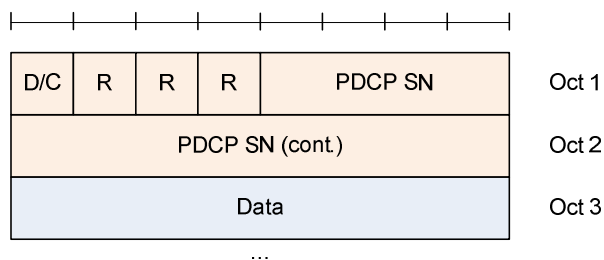 D/C R R R PDCP SN Oct 1
PDCP SN (cont.) Oct 2
Data Oct 3
...